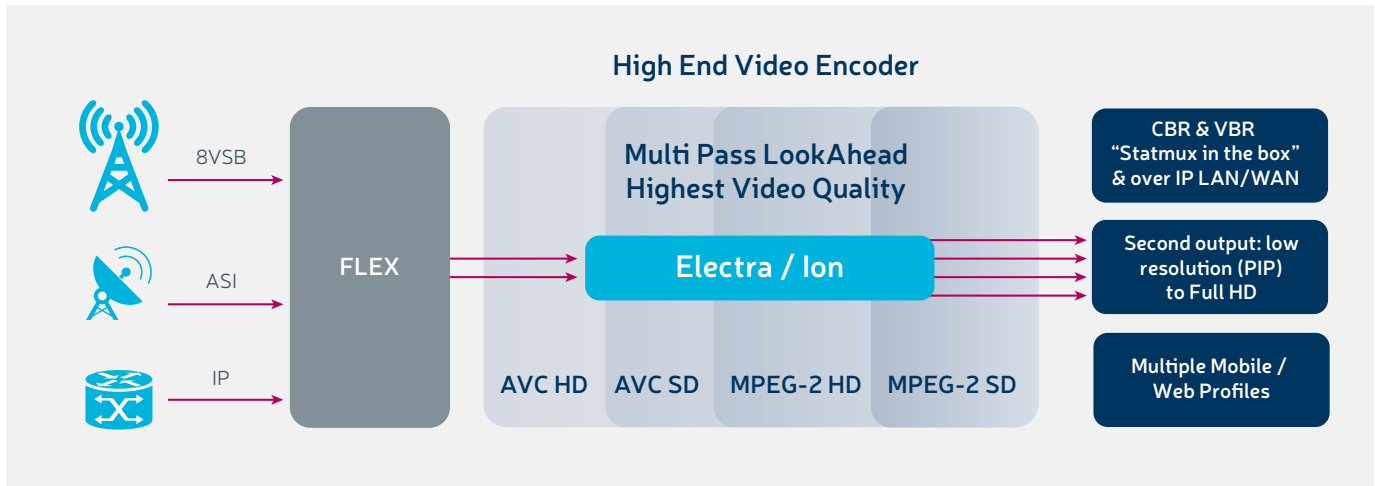 High End Video Encoder
8VSB
ASI
IP
FLEX
Multi Pass LookAhead
Highest Video Quality
Electra / Ion
AVC HD
AVC SD
MPEG-2 HD
MPEG-2 SD
CBR & VBR
“Statmux in the box”
& over IP LAN/WAN
Second output: low
resolution (PIP)
to Full HD
Multiple Mobile /
Web Profiles